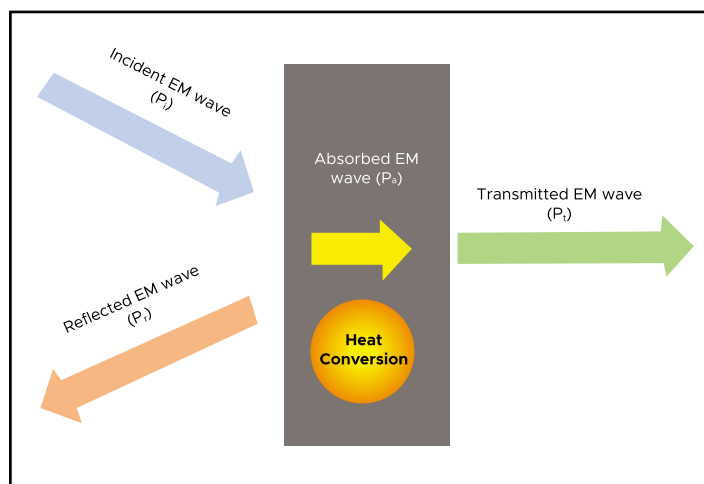 Incident EM wave
(Pᵢ)
Absorbed EM
wave (Pₐ)
Transmitted EM wave
(Pₜ)
Reflected EM wave
(Pᵣ)
Heat
Conversion